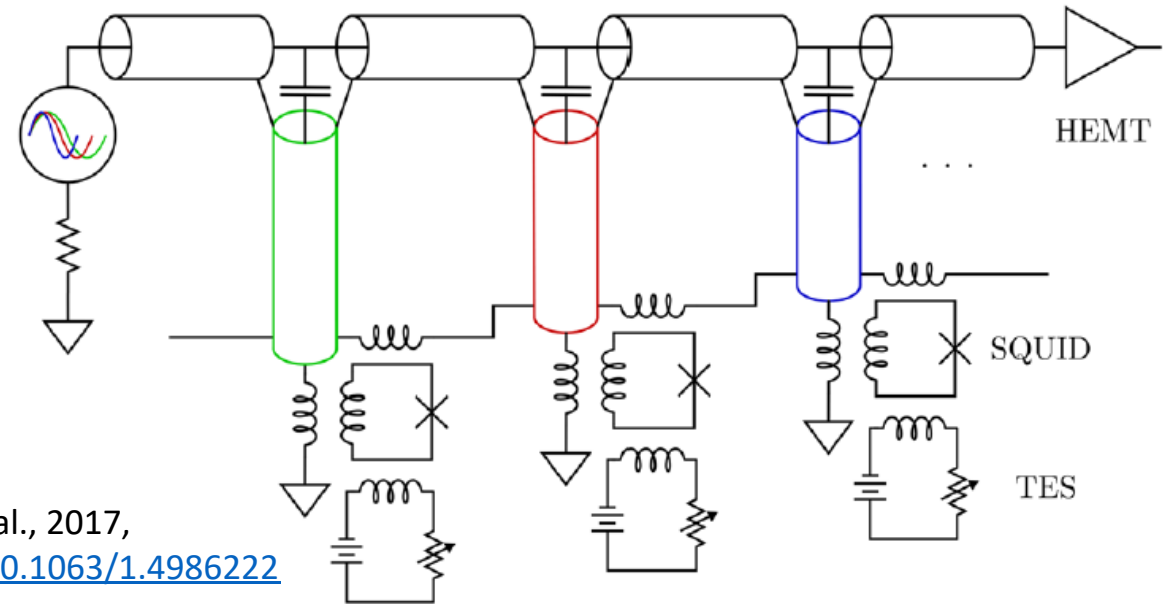 HEMT
. . .
SQUID
TES
al., 2017,
0.1063/1.4986222